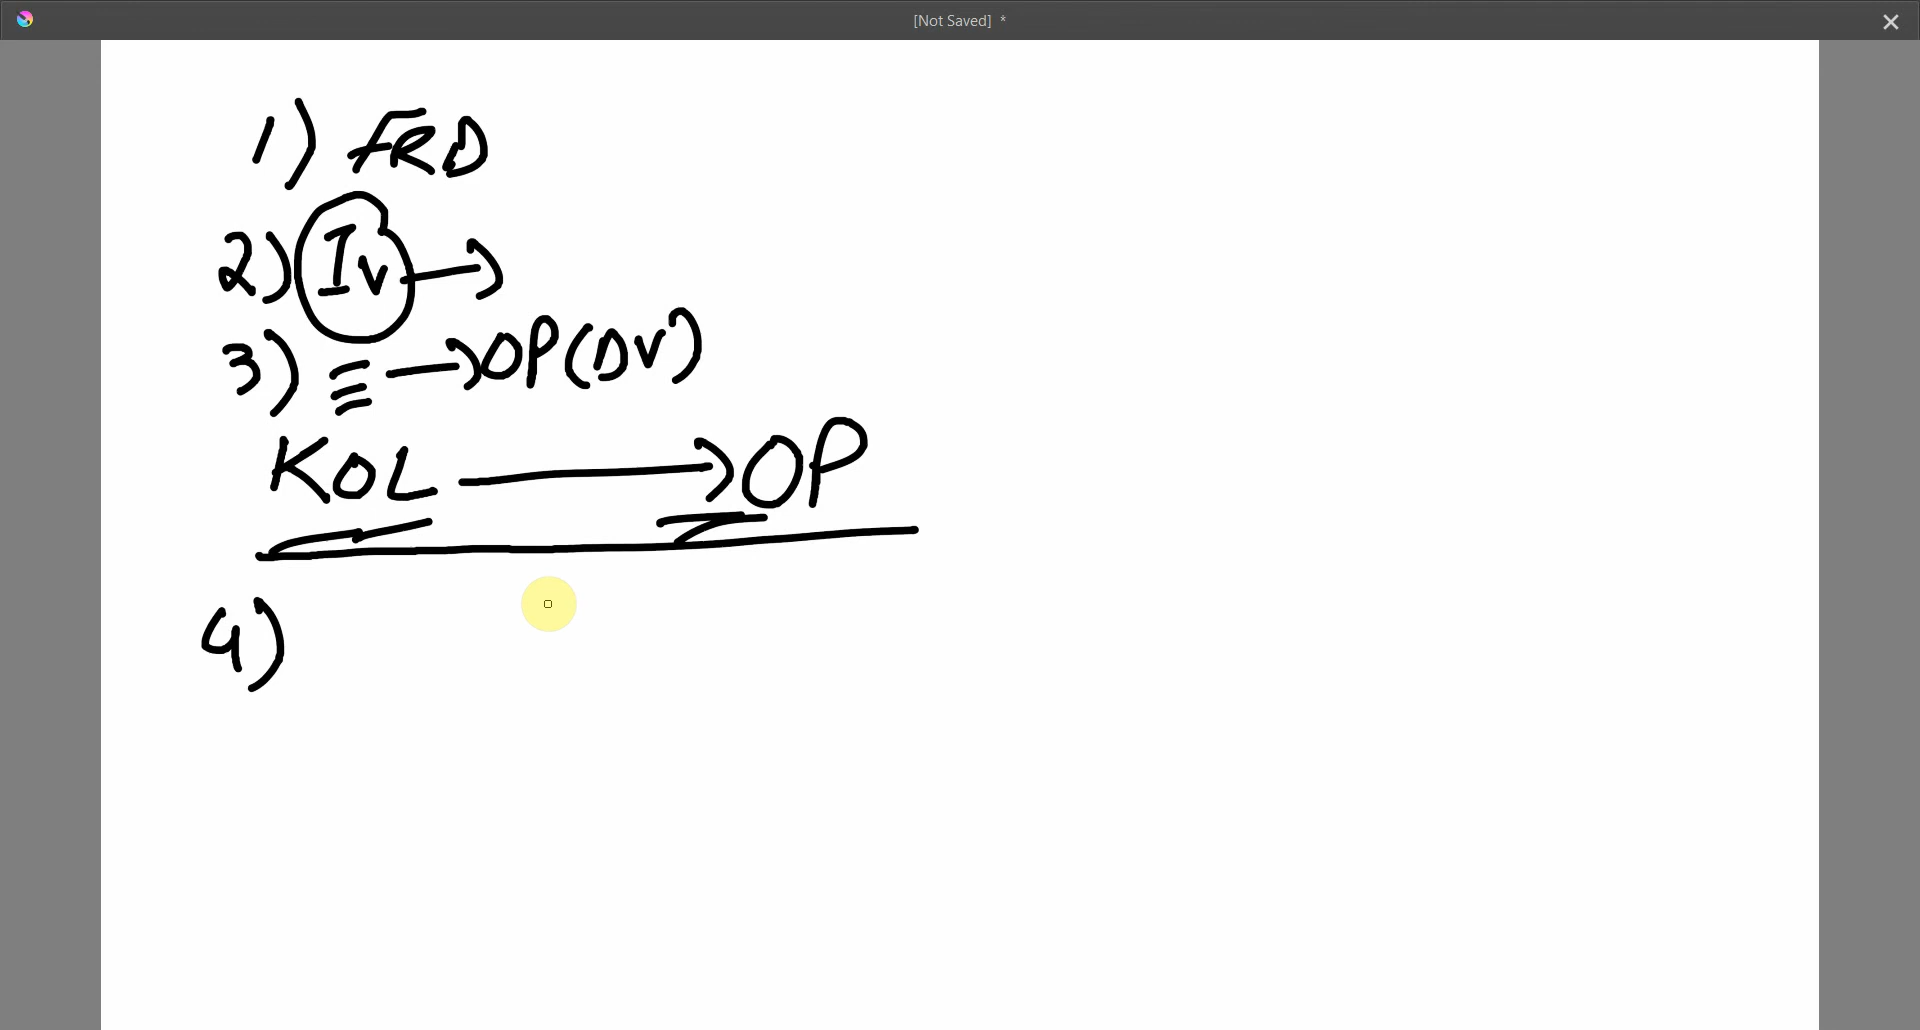 [Not Saved] *
1) FRD
2) Iv →
3) ≡ → OP (DV)
KOL → OP
4)